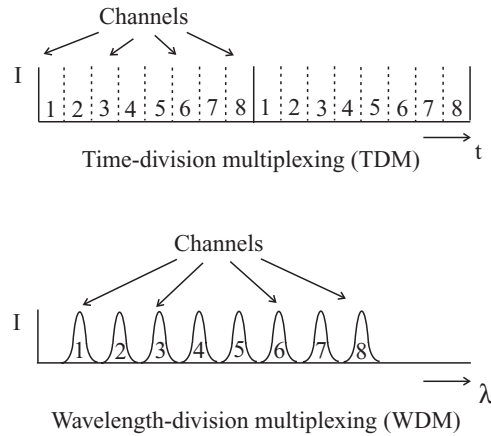 Channels
I
1 2 3 4 5 6 7 8 1 2 3 4 5 6 7 8
t
Time-division multiplexing (TDM)
Channels
I
1 2 3 4 5 6 7 8
λ
Wavelength-division multiplexing (WDM)